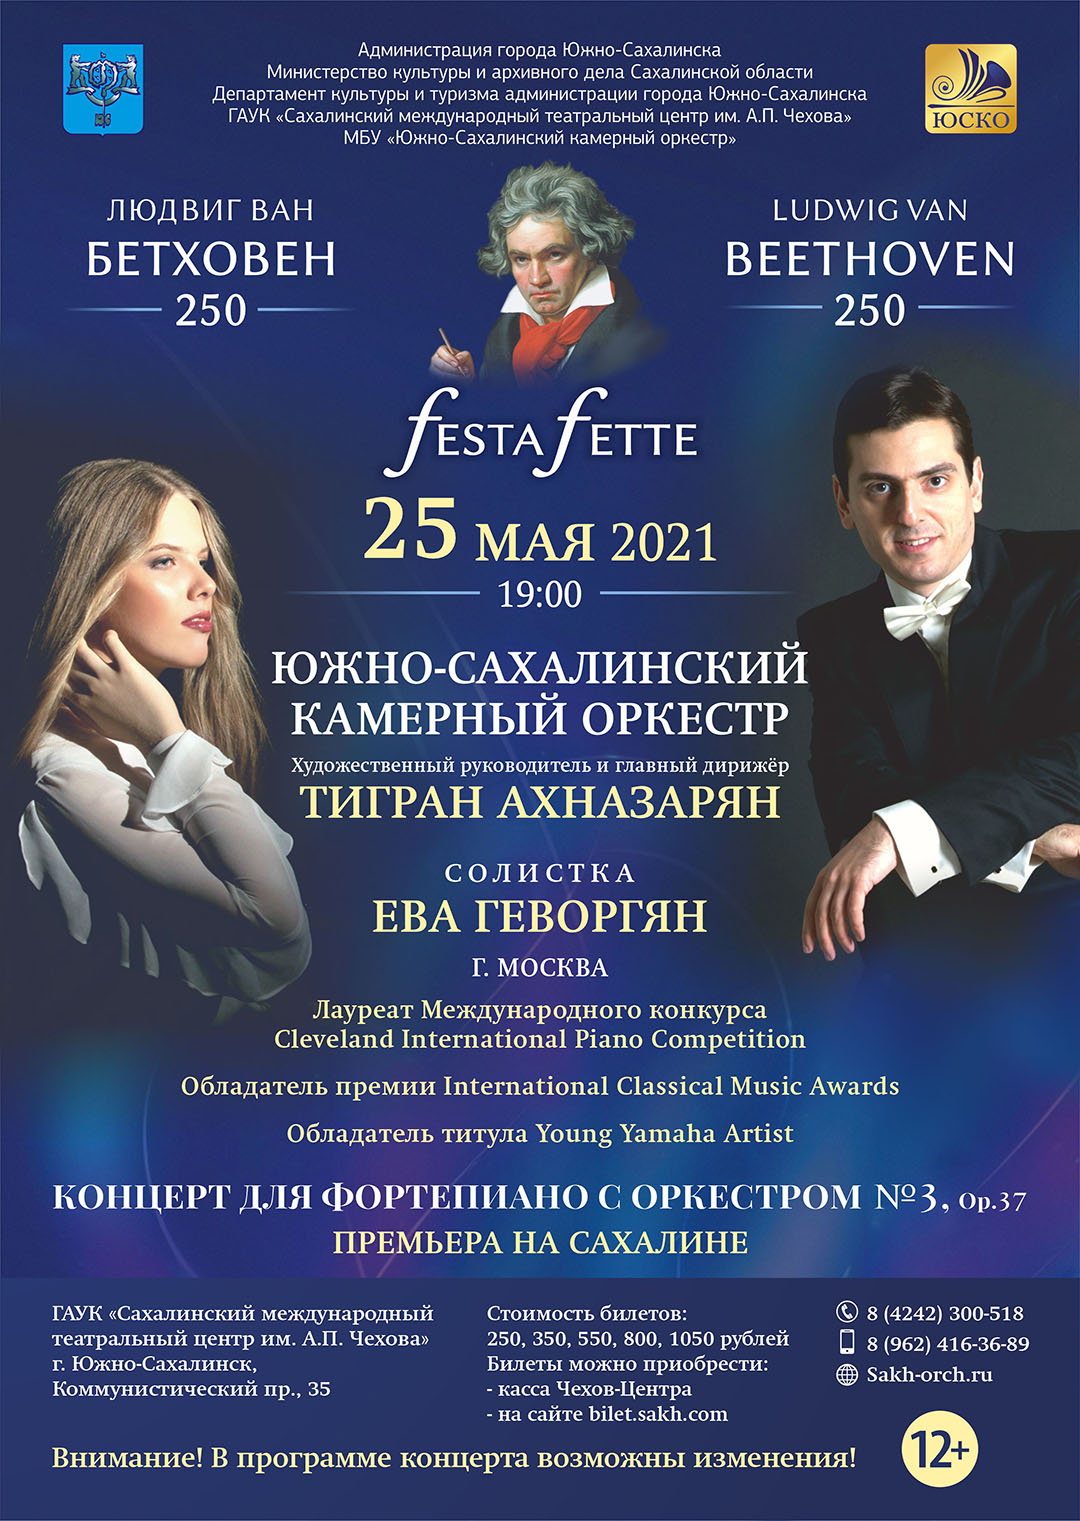 Администрация города Южно-Сахалинска
Министерство культуры и архивного дела Сахалинской области
Департамент культуры и туризма администрации города Южно-Сахалинска
ГАУК «Сахалинский международный театральный центр им. А.П. Чехова»
МБУ «Южно-Сахалинский камерный оркестр»
ЮСКО
ЛЮДВИГ ВАН
БЕТХОВЕН
250
LUDWIG VAN
BEETHOVEN
250
FESTA FETTE
25 МАЯ 2021
19:00
ЮЖНО-САХАЛИНСКИЙ
КАМЕРНЫЙ ОРКЕСТР
Художественный руководитель и главный дирижёр
ТИГРАН АХНАЗАРЯН
СОЛИСТКА
ЕВА ГЕВОРГЯН
Г. МОСКВА
Лауреат Международного конкурса
Cleveland International Piano Competition
Обладатель премии International Classical Music Awards
Обладатель титула Young Yamaha Artist
КОНЦЕРТ ДЛЯ ФОРТЕПИАНО С ОРКЕСТРОМ №3, Op.37
ПРЕМЬЕРА НА САХАЛИНЕ
ГАУК «Сахалинский международный
театральный центр им. А.П. Чехова»
г. Южно-Сахалинск,
Коммунистический пр., 35
Стоимость билетов:
250, 350, 550, 800, 1050 рублей
Билеты можно приобрести:
- касса Чехов-Центра
- на сайте bilet.sakh.com
8 (4242) 300-518
8 (962) 416-36-89
Sakh-orch.ru
Внимание! В программе концерта возможны изменения!
12+